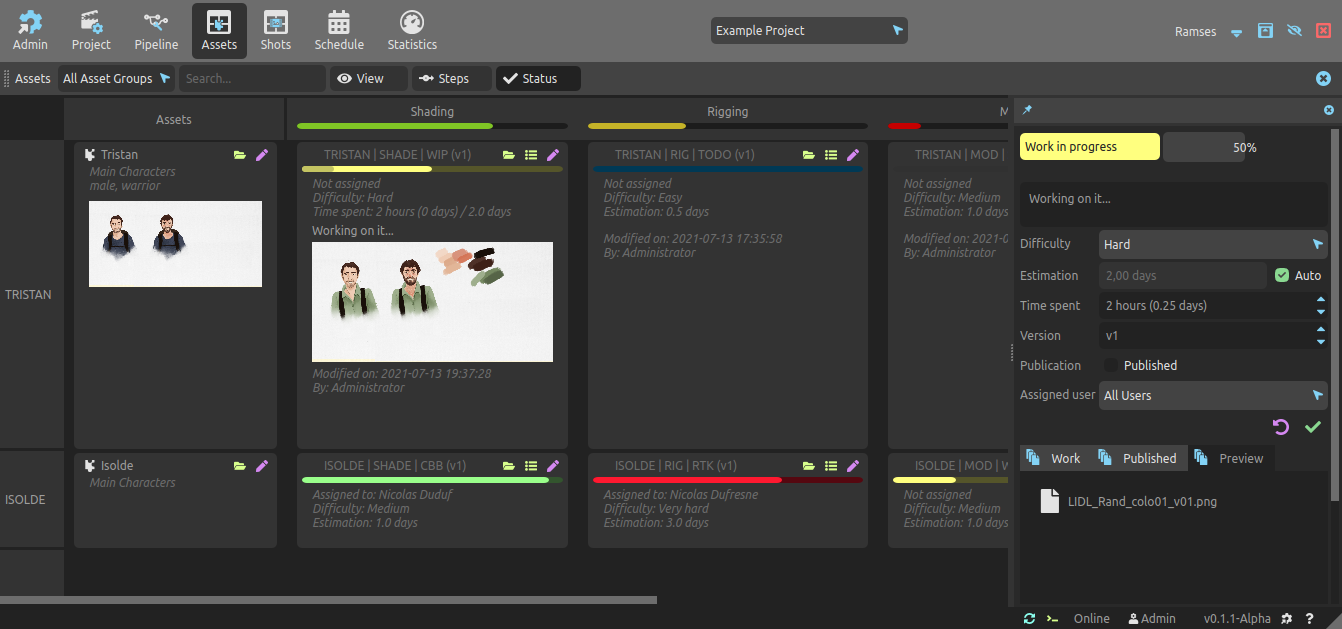 Admin
Project
Pipeline
Assets
Shots
Schedule
Statistics
Example Project
Ramses
Assets
All Asset Groups
Search...
View
Steps
Status
Assets
Shading
Rigging
M
TRISTAN
Tristan
Main Characters
male, warrior
TRISTAN | SHADE | WIP (v1)
Not assigned
Difficulty: Hard
Time spent: 2 hours (0 days) / 2.0 days
Working on it...
Modified on: 2021-07-13 19:37:28
By: Administrator
TRISTAN | RIG | TODO (v1)
Not assigned
Difficulty: Easy
Estimation: 0.5 days
Modified on: 2021-07-13 17:35:58
By: Administrator
TRISTAN | MOD |
Not assigned
Difficulty: Medium
Estimation: 1.0 days
Modified on: 2021-0
By: Administrator
ISOLDE
Isolde
Main Characters
ISOLDE | SHADE | CBB (v1)
Assigned to: Nicolas Duduf
Difficulty: Medium
Estimation: 1.0 days
ISOLDE | RIG | RTK (v1)
Assigned to: Nicolas Dufresne
Difficulty: Very hard
Estimation: 3.0 days
ISOLDE | MOD | W
Not assigned
Difficulty: Medium
Estimation: 1.0 days
Work in progress
50%
Working on it...
Difficulty
Hard
Estimation
2,00 days
Auto
Time spent
2 hours (0.25 days)
Version
v1
Publication
Published
Assigned user
All Users
Work
Published
Preview
LIDL_Rand_colo01_v01.png
Online
Admin
v0.1.1-Alpha